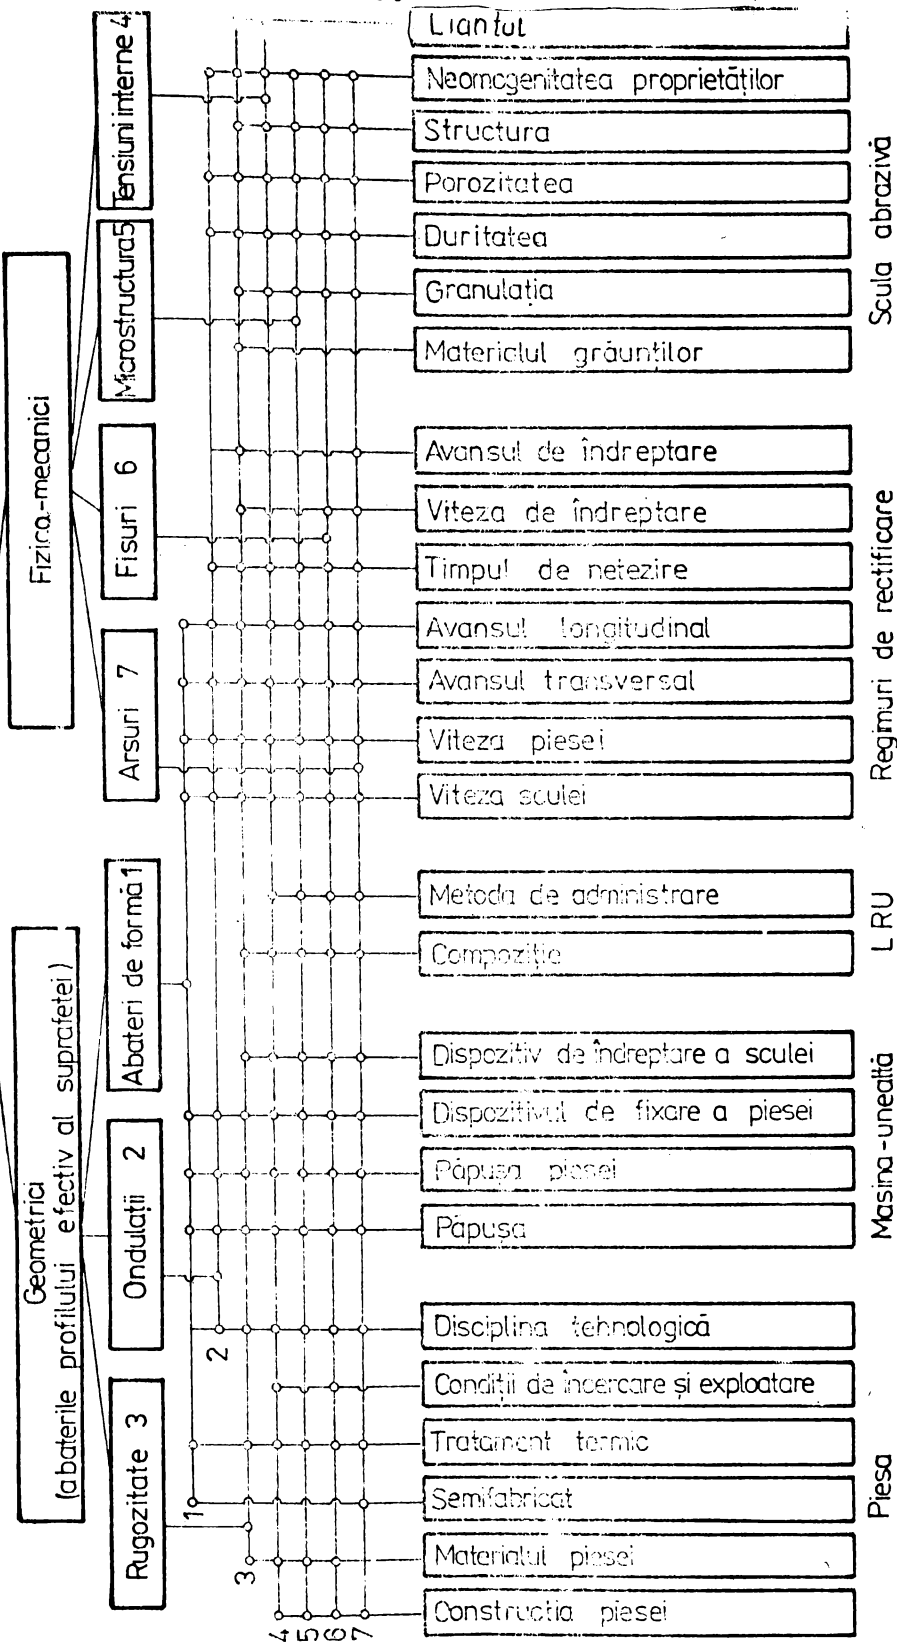 Liantul
Neomogenitatea proprietăților
Structura
Porozitatea
Duritatea
Granulația
Materialul grăunților
Scula abrazivă
Avansul de îndreptare
Viteza de îndreptare
Timpul de netezire
Avansul longitudinal
Avansul transversal
Viteza piesei
Viteza sculei
Regimuri de rectificare
Metoda de administrare
Compoziție
LRU
Dispozitiv de îndreptare a sculei
Dispozitivul de fixare a piesei
Păpușa piesei
Păpușa
Masina-unealtă
Disciplina tehnologică
Condiții de încercare și exploatare
Tratament termic
Semifabricat
Materialul piesei
Constructia piesei
Piesa
Fizico-mecanici
Tensiuni interne 4
Microstructura 5
Fisuri 6
Arsuri 7
Geometrici
(abaterile profilului efectiv al suprafetei)
Abateri de formă 1
Ondulații 2
Rugozitate 3
2
1
3
4
5
6
7